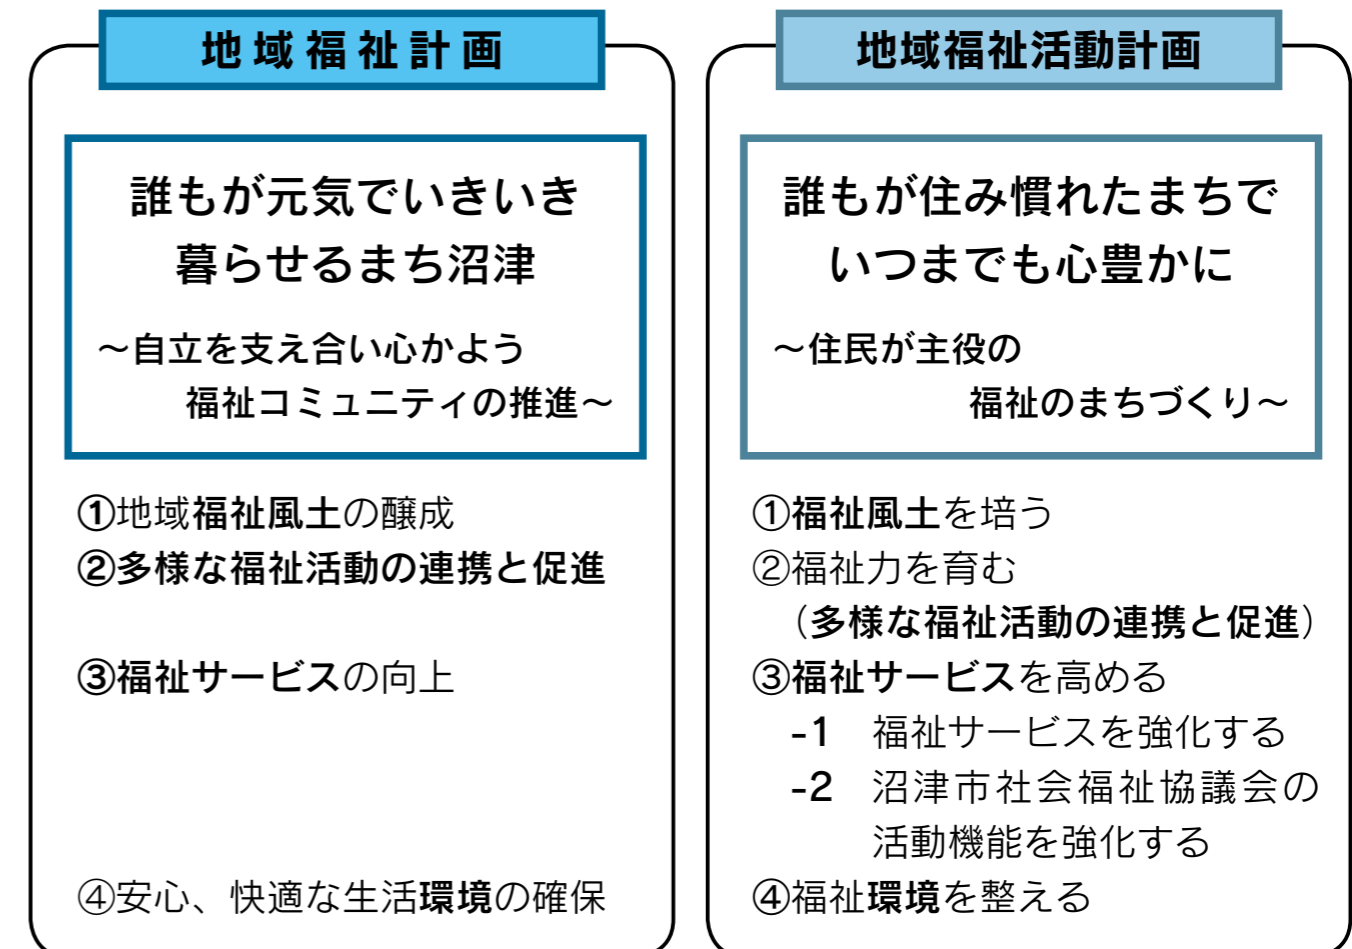 地域福祉計画
誰もが元気でいきいき
暮らせるまち沼津
～自立を支え合い心かよう
福祉コミュニティの推進～
①地域福祉風土の醸成
②多様な福祉活動の連携と促進
③福祉サービスの向上
④安心、快適な生活環境の確保
地域福祉活動計画
誰もが住み慣れたまちで
いつまでも心豊かに
～住民が主役の
福祉のまちづくり～
①福祉風土を培う
②福祉力を育む
（多様な福祉活動の連携と促進）
③福祉サービスを高める
-1　福祉サービスを強化する
-2　沼津市社会福祉協議会の
活動機能を強化する
④福祉環境を整える